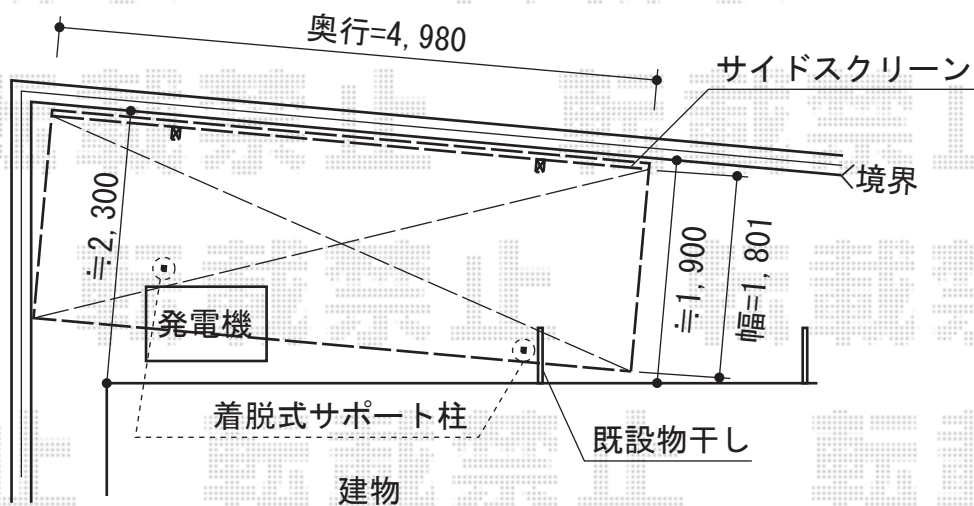 奥行=4,980
サイドスクリーン
境界
≒2,300
≒1,900
幅=1,801
発電機
着脱式サポート柱
既設物干し
建物